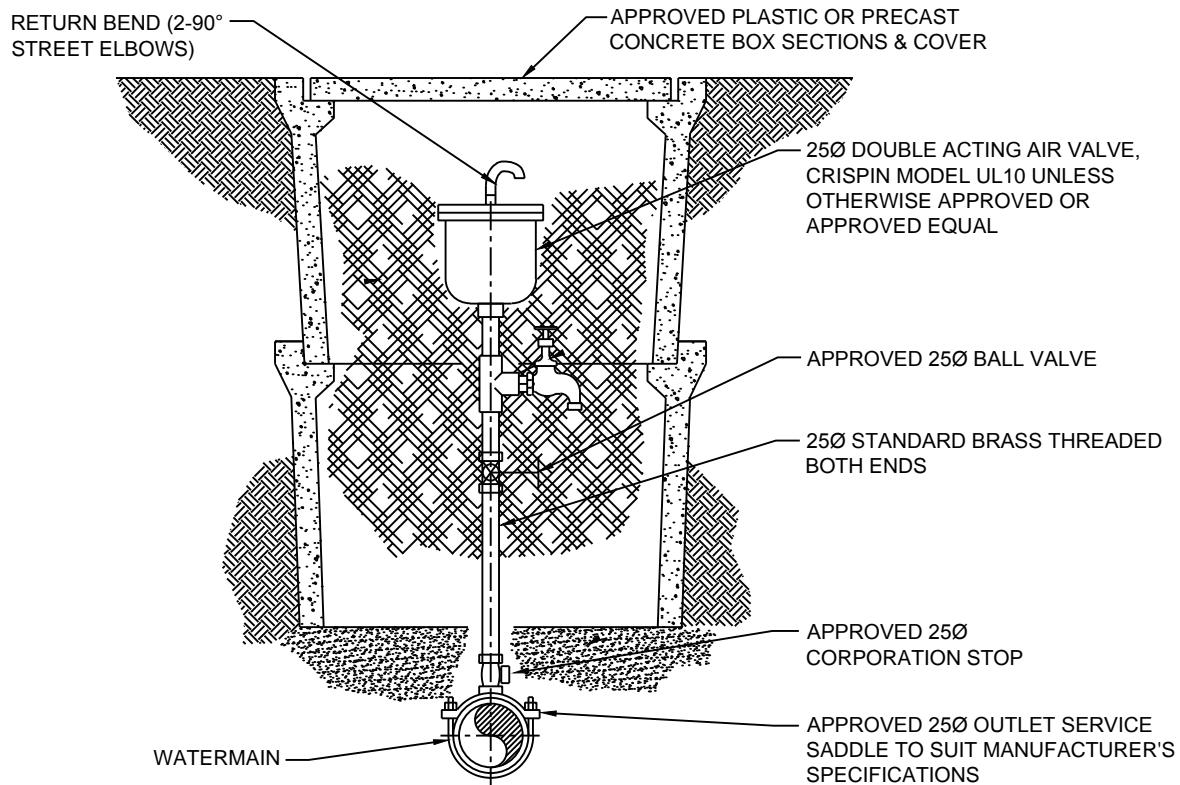 RETURN BEND (2-90°
STREET ELBOWS)
APPROVED PLASTIC OR PRECAST
CONCRETE BOX SECTIONS & COVER
25Ø DOUBLE ACTING AIR VALVE,
CRISPIN MODEL UL10 UNLESS
OTHERWISE APPROVED OR
APPROVED EQUAL
APPROVED 25Ø BALL VALVE
25Ø STANDARD BRASS THREADED
BOTH ENDS
APPROVED 25Ø
CORPORATION STOP
APPROVED 25Ø OUTLET SERVICE
SADDLE TO SUIT MANUFACTURER'S
SPECIFICATIONS
WATERMAIN